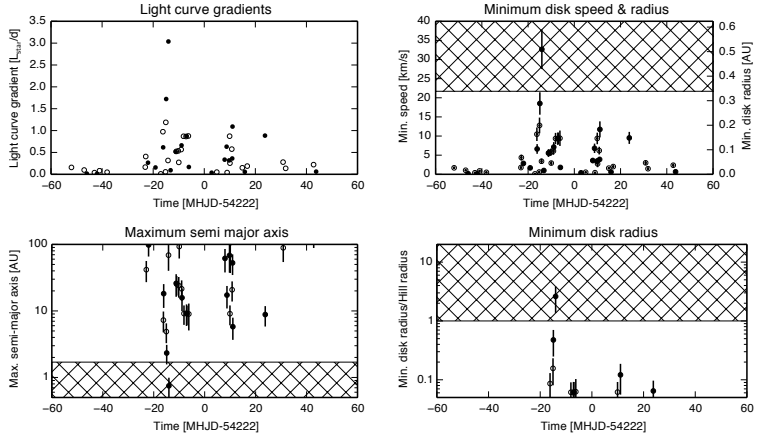 Light curve gradients
3.5
3.0
2.5
2.0
1.5
1.0
0.5
0.0
Light curve gradient [L_star/d]
−60 −40 −20 0 20 40 60
Time [MHJD-54222]
Minimum disk speed & radius
40
35
30
25
20
15
10
5
0
Min. speed [km/s]
0.6
0.5
0.4
0.3
0.2
0.1
0.0
Min. disk radius [AU]
−60 −40 −20 0 20 40 60
Time [MHJD-54222]
Maximum semi major axis
100
10
1
Max. semi-major axis [AU]
−60 −40 −20 0 20 40 60
Time [MHJD-54222]
Minimum disk radius
10
1
0.1
Min. disk radius/Hill radius
−60 −40 −20 0 20 40 60
Time [MHJD-54222]